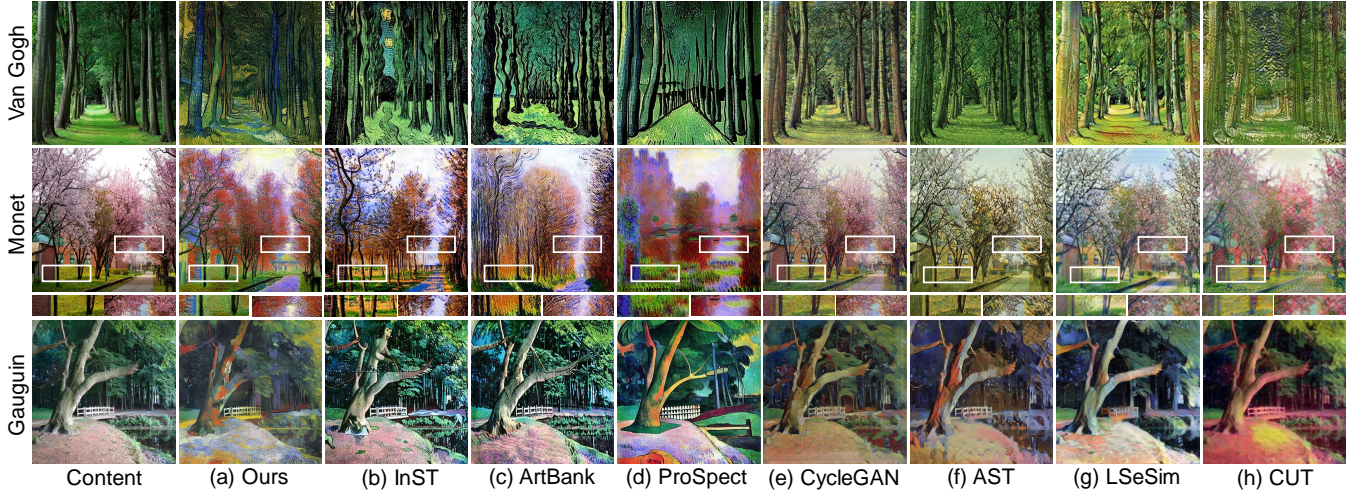 Van Gogh
Monet
Gauguin
Content
(a) Ours
(b) InST
(c) ArtBank
(d) ProSpect
(e) CycleGAN
(f) AST
(g) LSeSim
(h) CUT